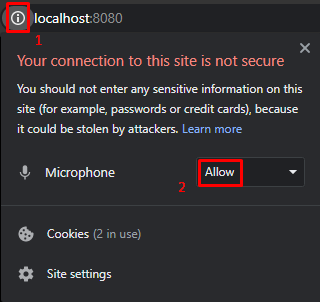 localhost:8080
1
Your connection to this site is not secure
You should not enter any sensitive information on this
site (for example, passwords or credit cards), because
it could be stolen by attackers. Learn more
Microphone Allow
2
Cookies (2 in use)
Site settings